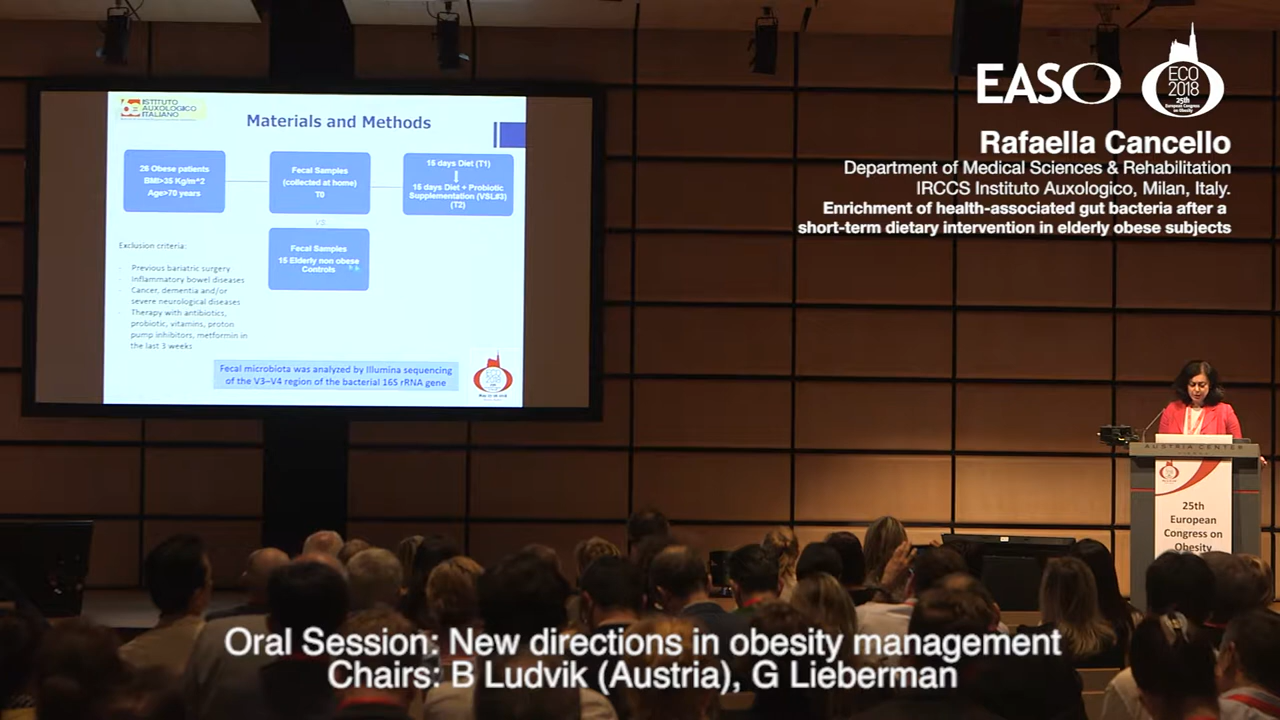 ISTITUTO
AUXOLOGICO
ITALIANO
Materials and Methods
28 Obese patients
BMI>35 Kg/m^2
Age>70 years
Fecal Samples
(collected at home)
T0
15 days Diet (T1)
15 days Diet + Probiotic
Supplementation (VSL#3)
(T2)
VS
Fecal Samples
15 Elderly non obese
Controls
Exclusion criteria:
- Previous bariatric surgery
- Inflammatory bowel diseases
- Cancer, dementia and/or
severe neurological diseases
- Therapy with antibiotics,
probiotic, vitamins, proton
pump inhibitors, metformin in
the last 3 weeks
Fecal microbiota was analyzed by Illumina sequencing
of the V3–V4 region of the bacterial 16S rRNA gene
EASO
ECO
2018
25th
European Congress
on Obesity
Rafaella Cancello
Department of Medical Sciences & Rehabilitation
IRCCS Instituto Auxologico, Milan, Italy.
Enrichment of health-associated gut bacteria after a
short-term dietary intervention in elderly obese subjects
AUSTRIA CENTER
25th
European
Congress on
Obesity
Oral Session: New directions in obesity management
Chairs: B Ludvik (Austria), G Lieberman